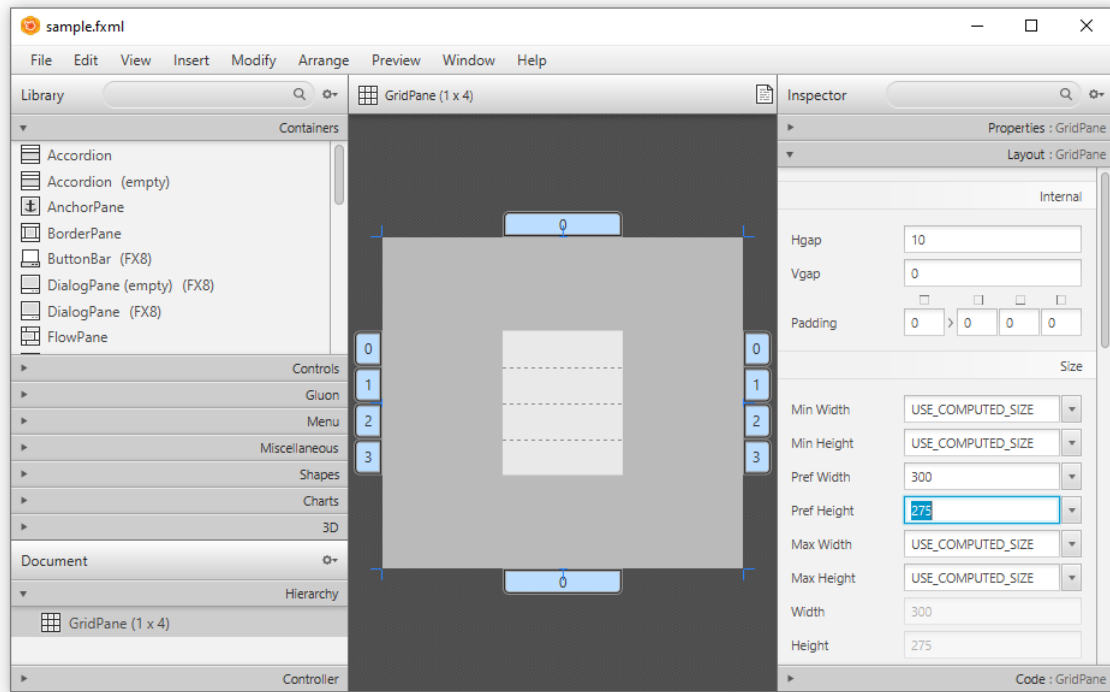 sample.fxml
File Edit View Insert Modify Arrange Preview Window Help
Library
Containers
Accordion
Accordion (empty)
AnchorPane
BorderPane
ButtonBar (FX8)
DialogPane (empty) (FX8)
DialogPane (FX8)
FlowPane
Controls
Gluon
Menu
Miscellaneous
Shapes
Charts
3D
Document
Hierarchy
GridPane (1 x 4)
Controller
GridPane (1 x 4)
0
0 0
1 1
2 2
3 3
0
Inspector
Properties : GridPane
Layout : GridPane
Internal
Hgap 10
Vgap 0
Padding 0 > 0 0 0
Size
Min Width USE_COMPUTED_SIZE
Min Height USE_COMPUTED_SIZE
Pref Width 300
Pref Height 275
Max Width USE_COMPUTED_SIZE
Max Height USE_COMPUTED_SIZE
Width 300
Height 275
Code : GridPane